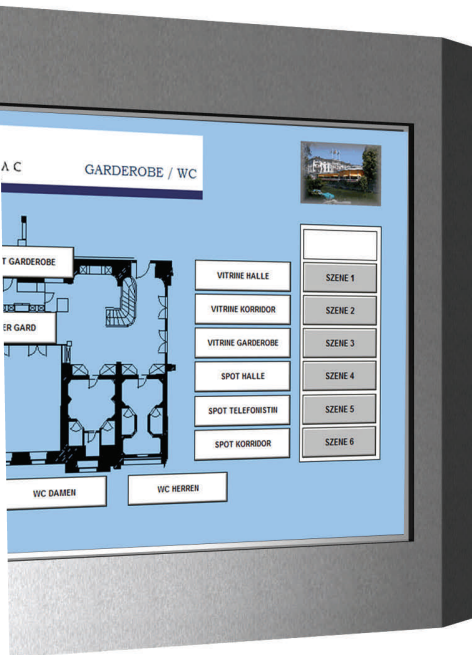 GARDEROBE / WC
T GARDEROBE
ER GARD
VITRINE HALLE
SZENE 1
VITRINE KORRIDOR
SZENE 2
VITRINE GARDEROBE
SZENE 3
SPOT HALLE
SZENE 4
SPOT TELEFONISTIN
SZENE 5
SPOT KORRIDOR
SZENE 6
WC DAMEN
WC HERREN